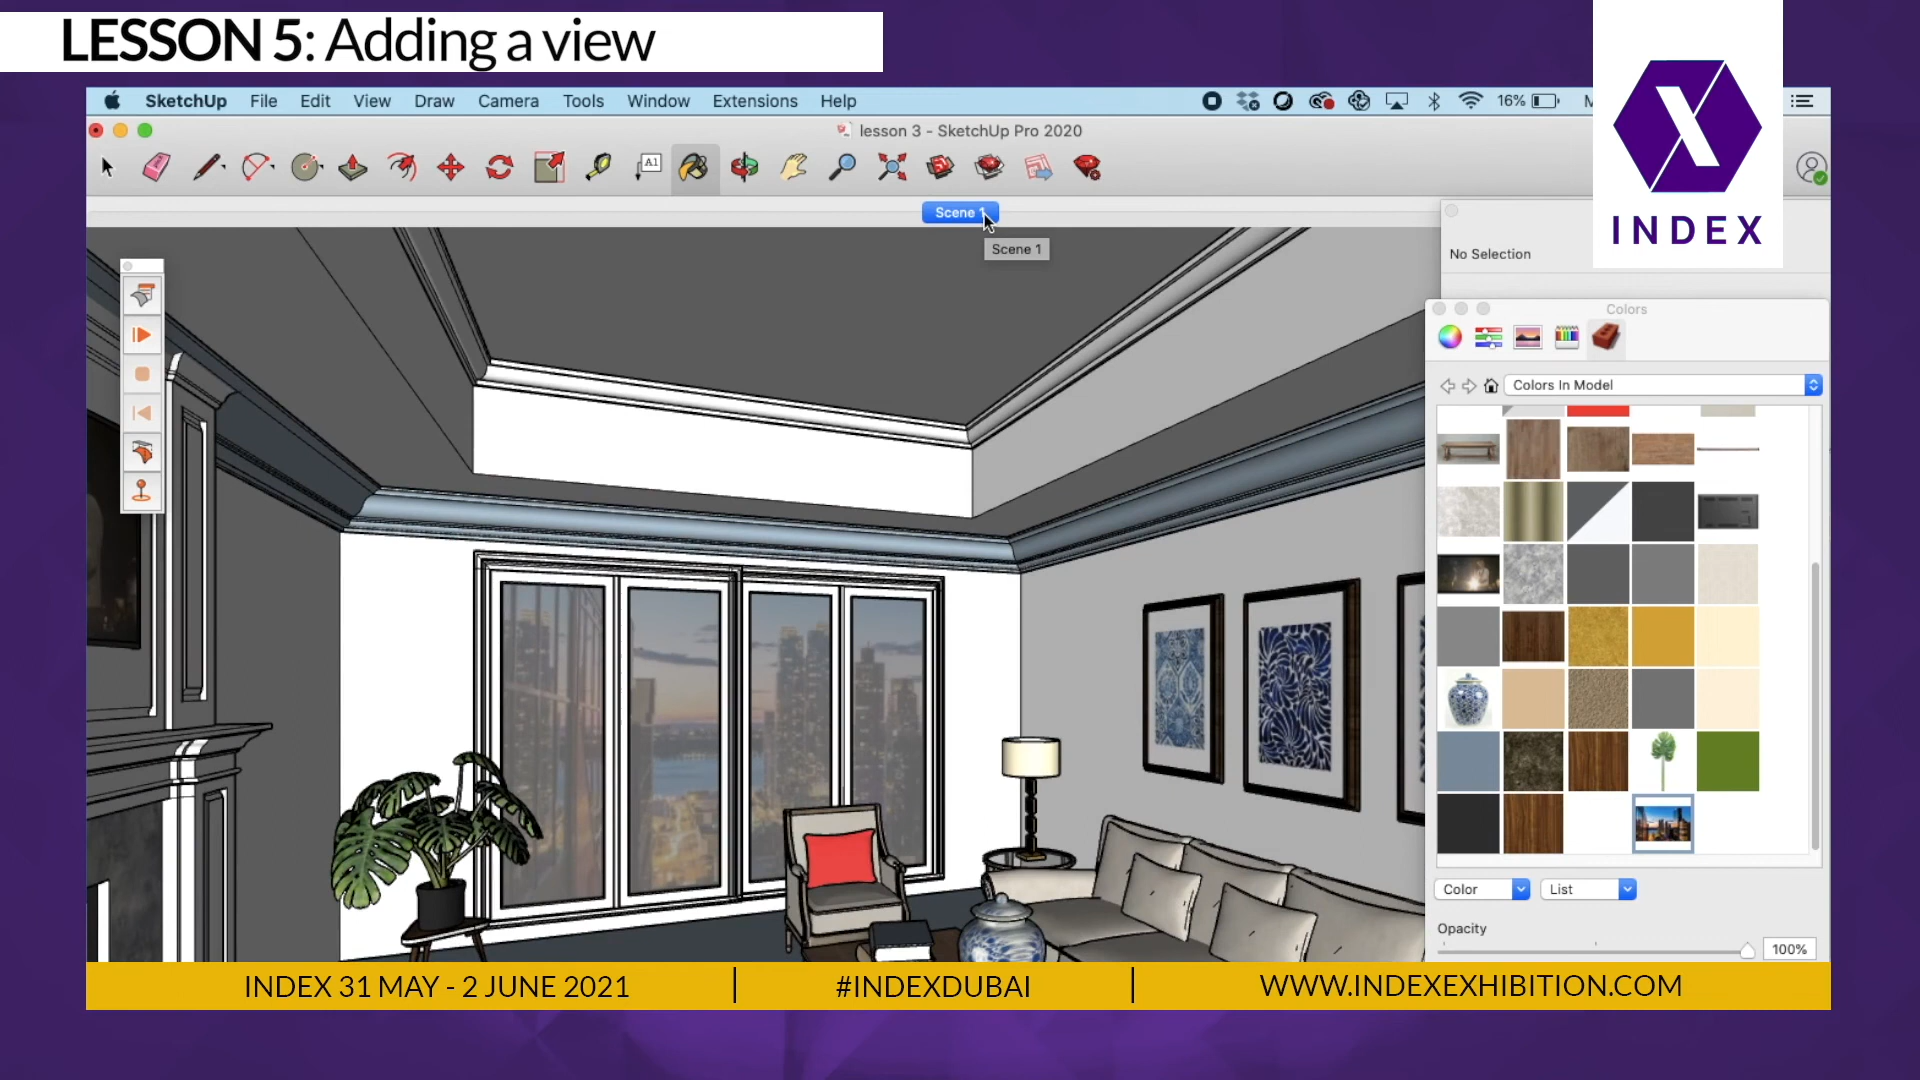 LESSON 5: Adding a view
INDEX
SketchUp File Edit View Draw Camera Tools Window Extensions Help
16%
lesson 3 - SketchUp Pro 2020
A1
Scene 1
Scene 1
No Selection
Colors
Colors In Model
Color
List
Opacity
100%
INDEX 31 MAY - 2 JUNE 2021 | #INDEXDUBAI | WWW.INDEXEXHIBITION.COM